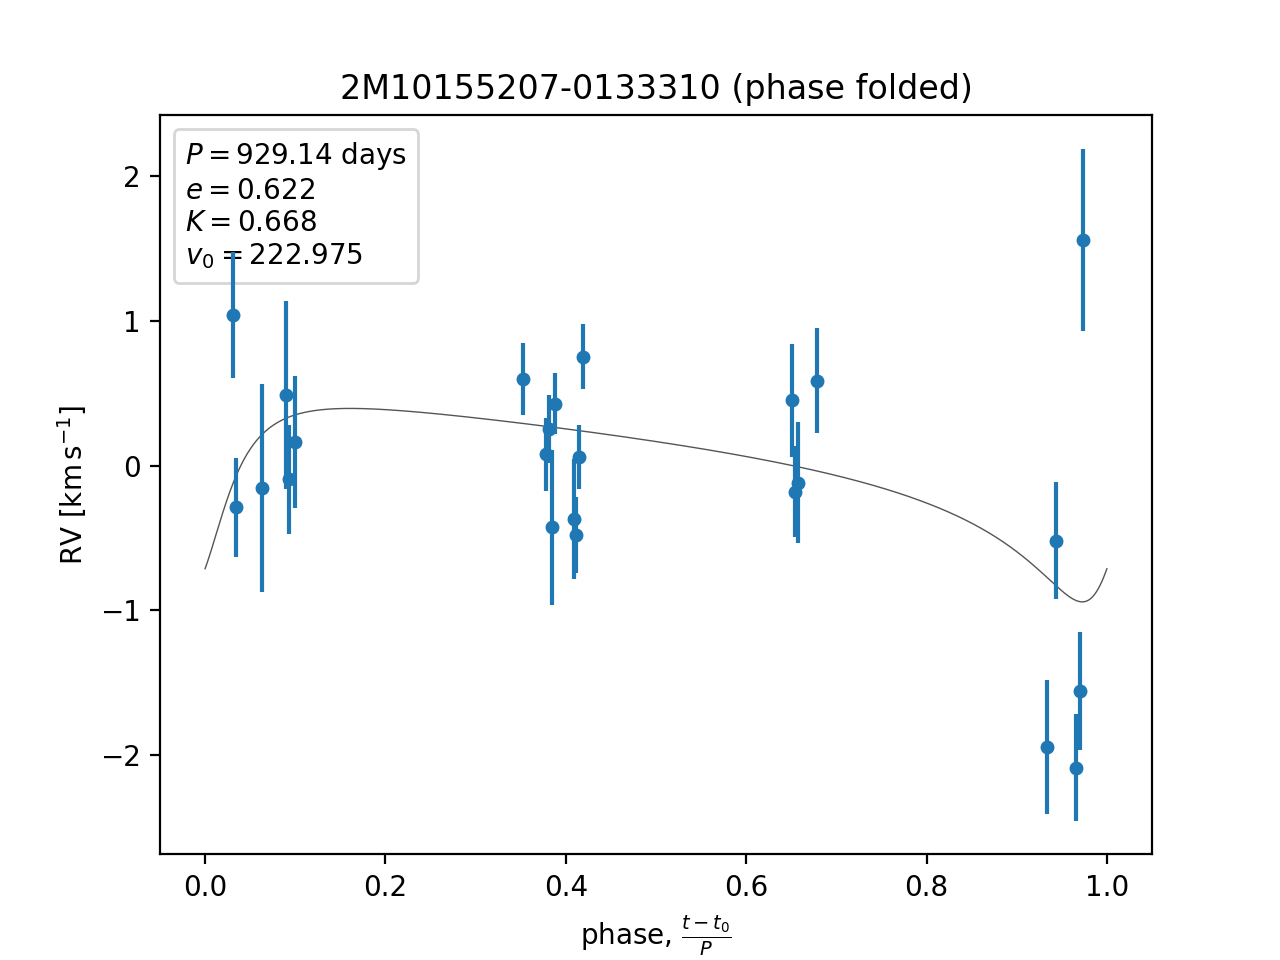 2M10155207-0133310 (phase folded)
P = 929.14 days
e = 0.622
K = 0.668
v₀ = 222.975
RV [km s⁻¹]
2
1
0
−1
−2
0.0 0.2 0.4 0.6 0.8 1.0
phase, (t − t₀)/P